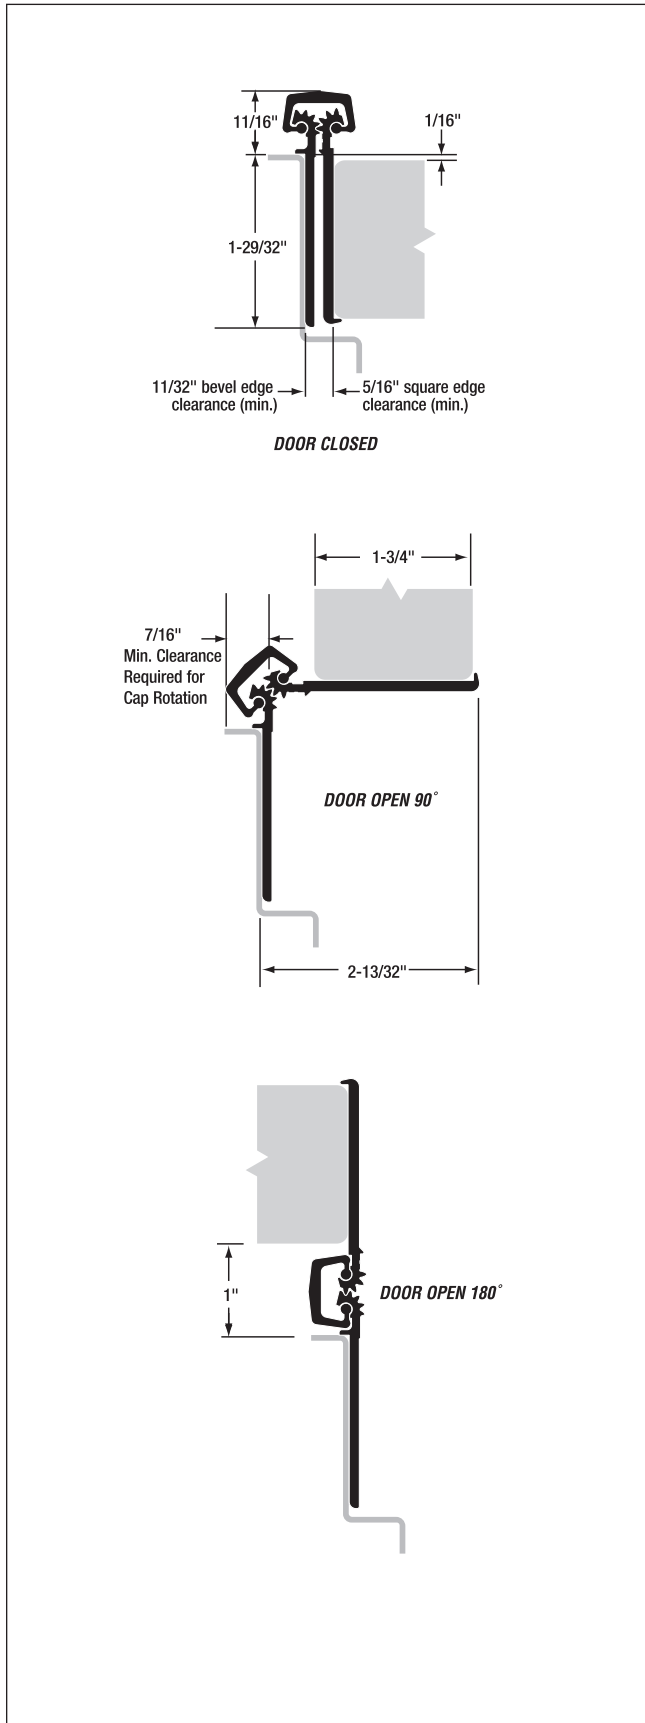 11/16"
1/16"
1-29/32"
11/32" bevel edge
clearance (min.)
5/16" square edge
clearance (min.)
DOOR CLOSED
1-3/4"
7/16"
Min. Clearance
Required for
Cap Rotation
DOOR OPEN 90°
2-13/32"
1"
DOOR OPEN 180°